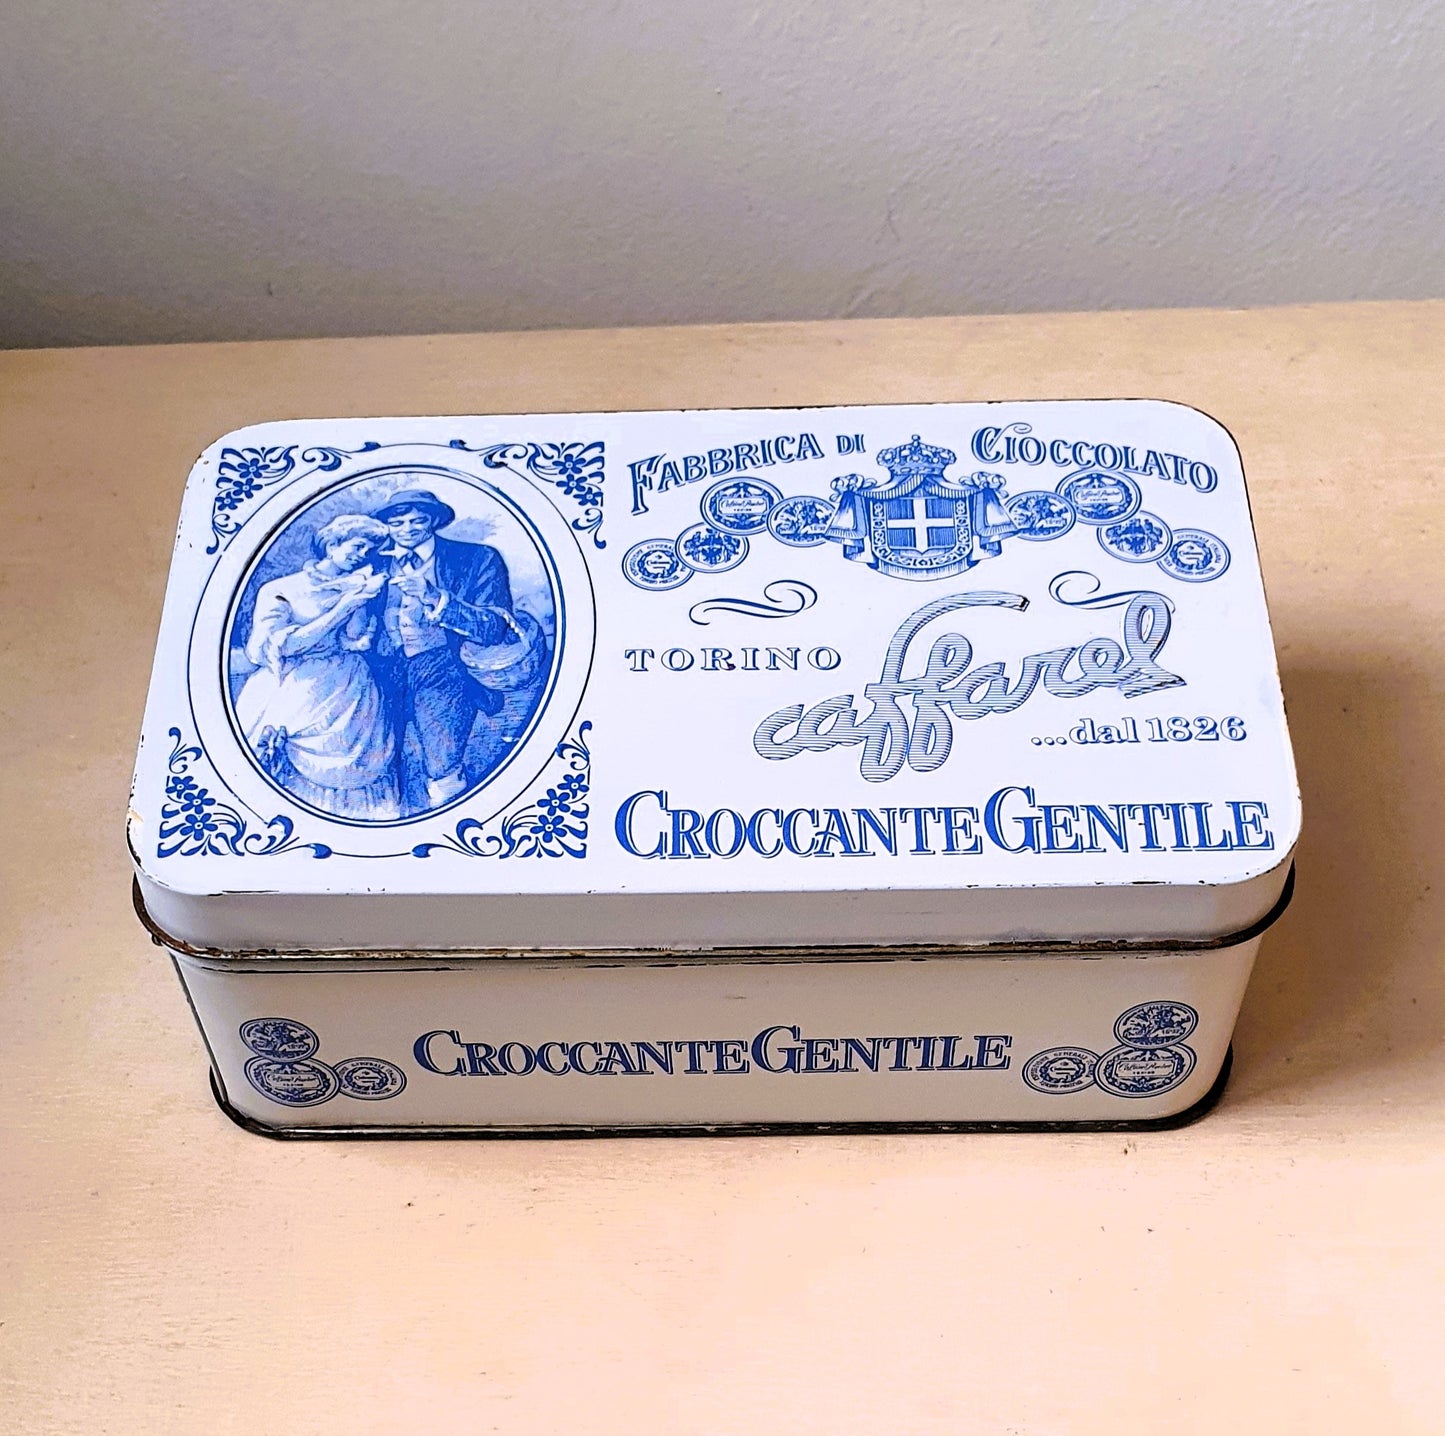 FABBRICA DI CIOCCOLATO
TORINO
caffarel
...dal 1826
CROCCANTE GENTILE
CROCCANTE GENTILE